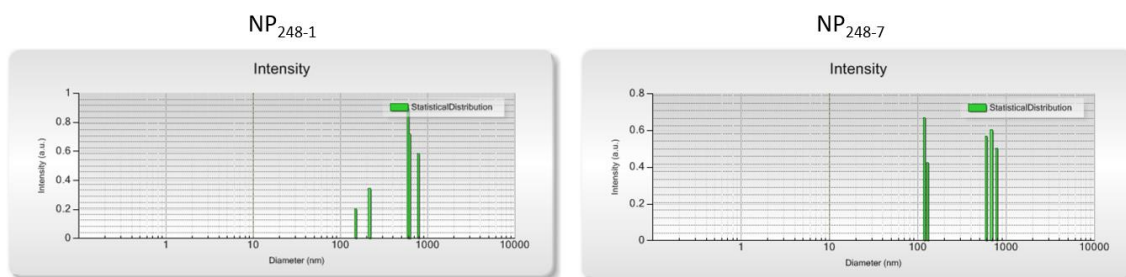 NP248-1
Intensity
StatisticalDistribution
Intensity (a.u.)
1
0.8
0.6
0.4
0.2
0
1
10
100
1000
10000
Diameter (nm)
NP248-7
Intensity
StatisticalDistribution
Intensity (a.u.)
0.8
0.6
0.4
0.2
0
1
10
100
1000
10000
Diameter (nm)